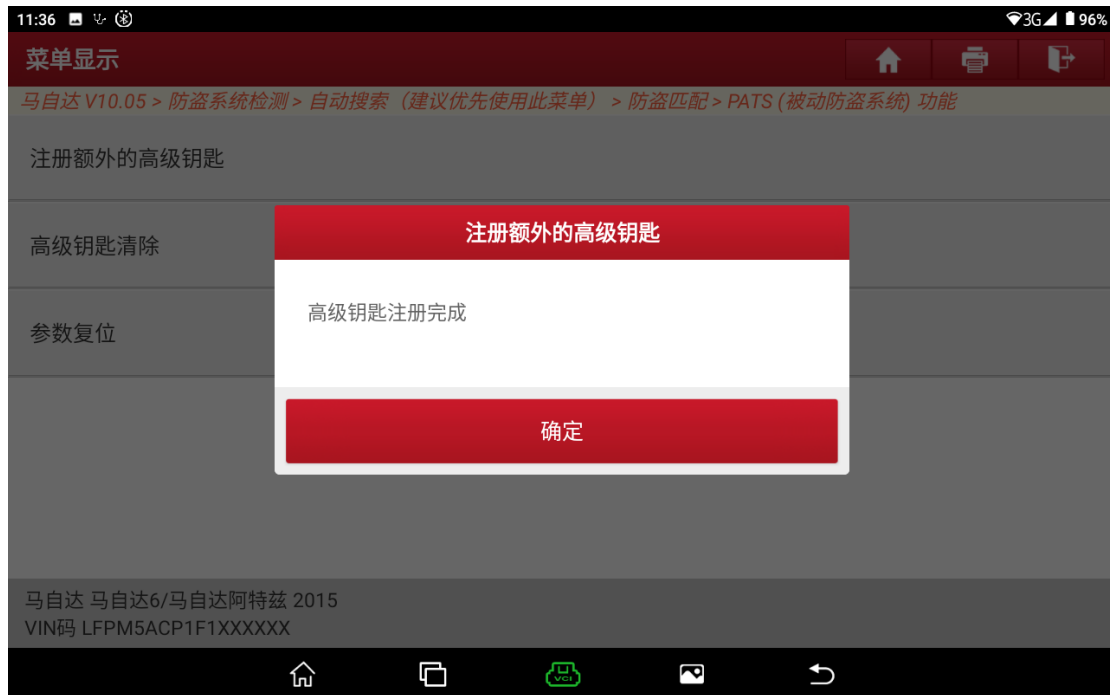 11:36 3G 96%
菜单显示
马自达 V10.05 > 防盗系统检测 > 自动搜索（建议优先使用此菜单） > 防盗匹配 > PATS (被动防盗系统) 功能
注册额外的高级钥匙
高级钥匙清除
参数复位
注册额外的高级钥匙
高级钥匙注册完成
确定
马自达 马自达6/马自达阿特兹 2015
VIN码 LFPM5ACP1F1XXXXXX
VCI